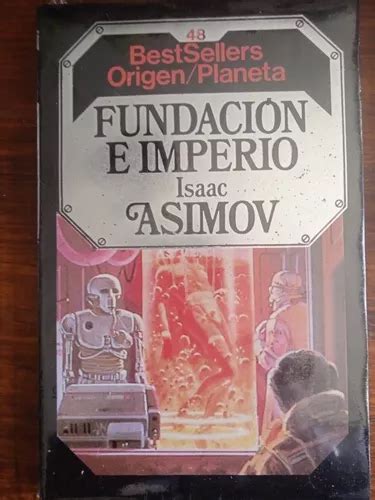 48
BestSellers
Origen/Planeta
FUNDACIÓN
E IMPERIO
Isaac
ASIMOV